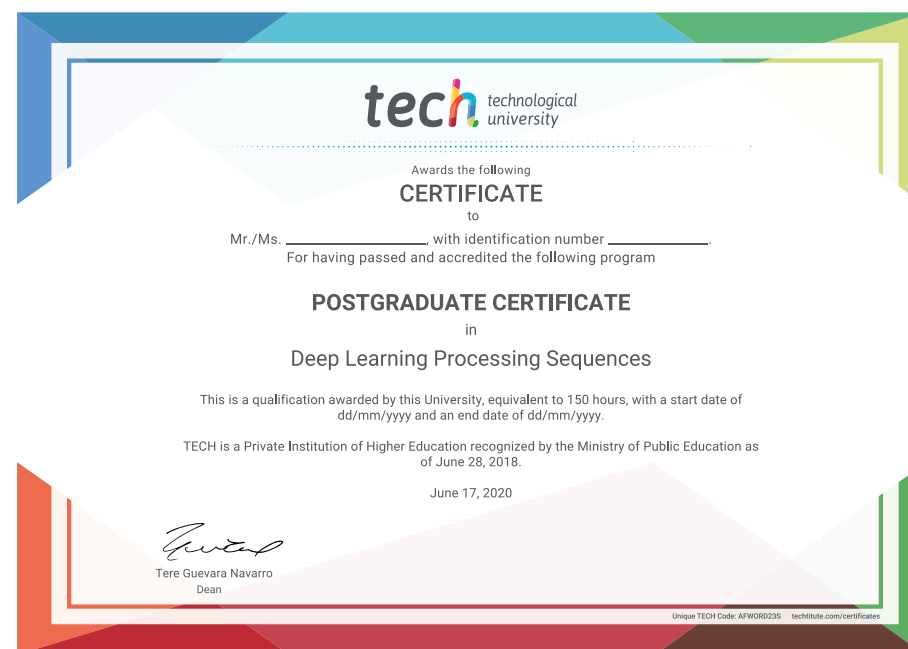 tech technological
university
Awards the following
CERTIFICATE
to
Mr./Ms. ____________, with identification number ____________.
For having passed and accredited the following program
POSTGRADUATE CERTIFICATE
in
Deep Learning Processing Sequences
This is a qualification awarded by this University, equivalent to 150 hours, with a start date of
dd/mm/yyyy and an end date of dd/mm/yyyy.
TECH is a Private Institution of Higher Education recognized by the Ministry of Public Education as
of June 28, 2018.
June 17, 2020
Tere Guevara Navarro
Dean
Unique TECH Code: AFWORD23S techtitute.com/certificates